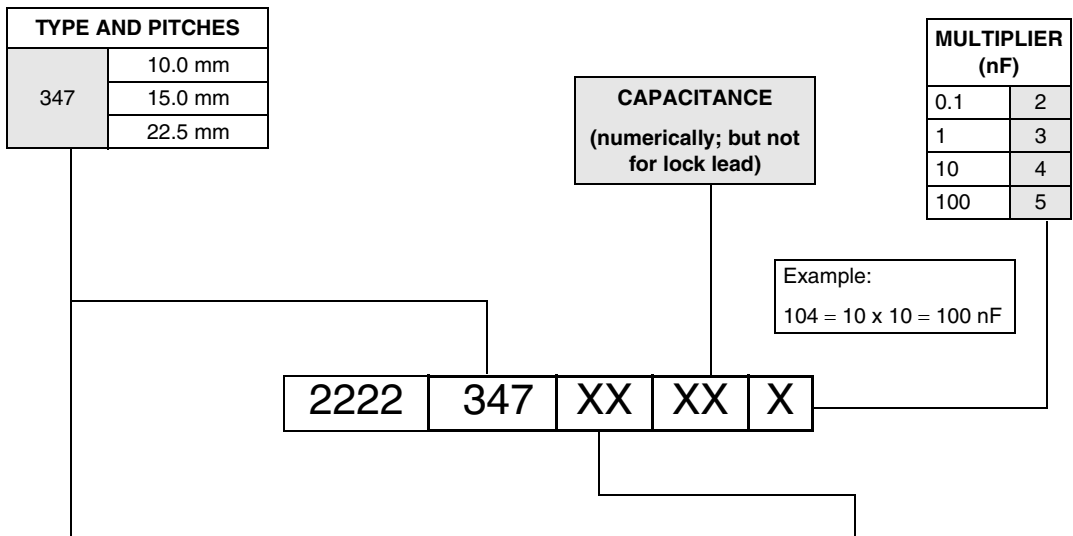 TYPE AND PITCHES
347
10.0 mm
15.0 mm
22.5 mm
CAPACITANCE
(numerically; but not
for lock lead)
MULTIPLIER
(nF)
0.1 2
1 3
10 4
100 5
Example:
104 = 10 x 10 = 100 nF
2222 347 XX XX X